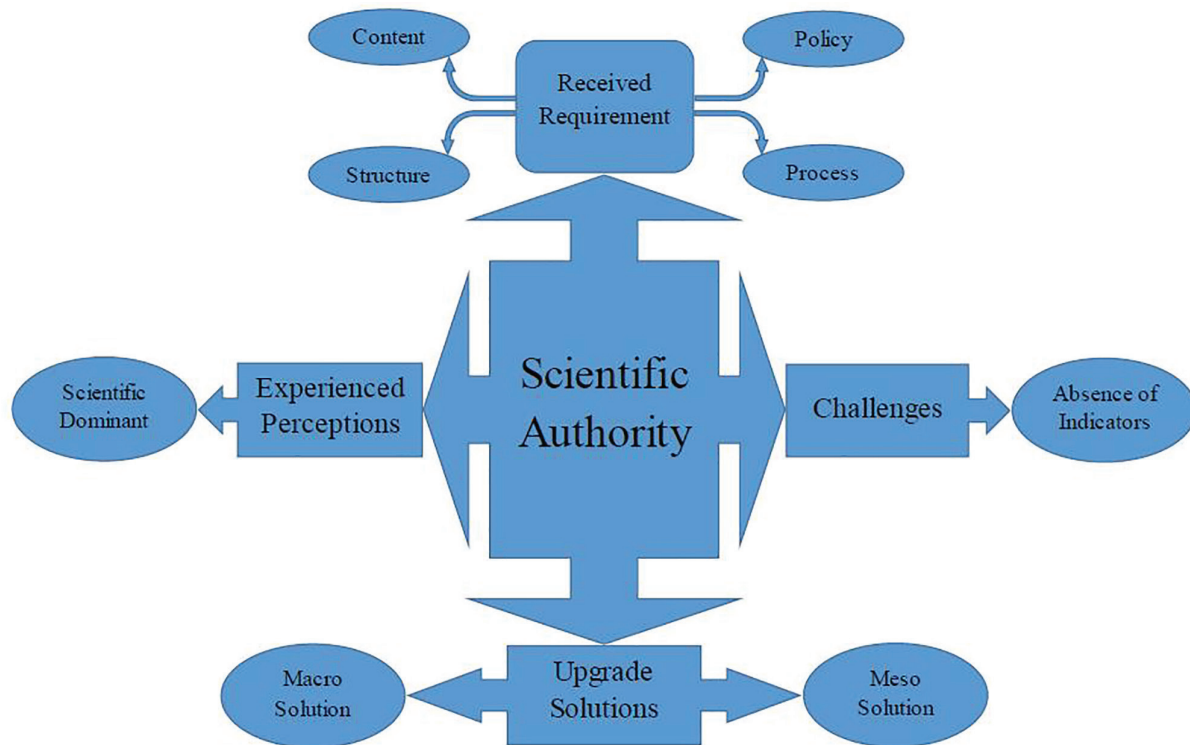 Content
Policy
Received
Requirement
Structure
Process
Scientific
Authority
Experienced
Perceptions
Scientific
Dominant
Challenges
Absence of
Indicators
Upgrade
Solutions
Macro
Solution
Meso
Solution